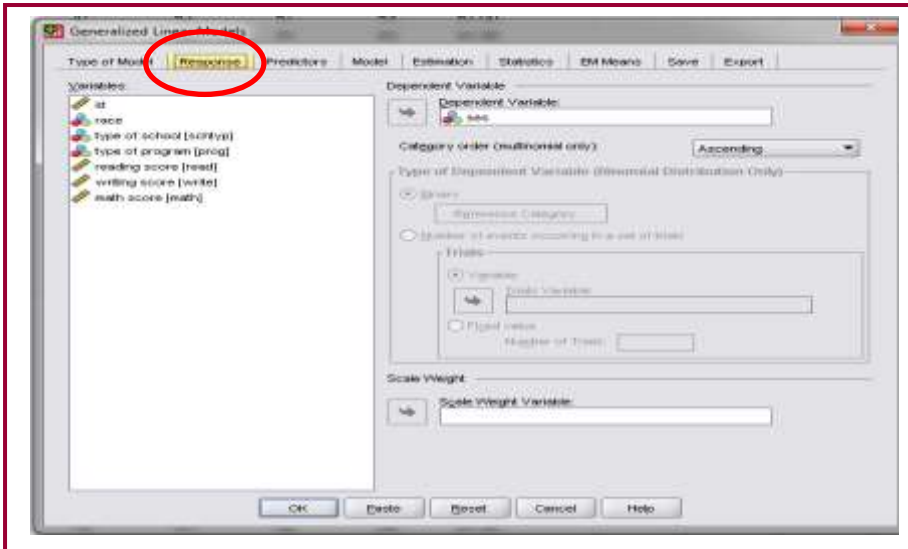 Generalized Linear Models
Type of Model Response Predictors Model Estimation Statistics EM Means Save Export
Variables:
id
race
type of school [schtyp]
type of program [prog]
reading score [read]
writing score [write]
math score [math]
Dependent Variable
Dependent Variable:
ses
Category order (multinomial only): Ascending
Type of Dependent Variable (Binomial Distribution Only)
Binary
Reference Category
Number of events occurring in a set of trials
Trials
Variable
Trials Variable:
Fixed value
Number of Trials:
Scale Weight
Scale Weight Variable:
OK Paste Reset Cancel Help